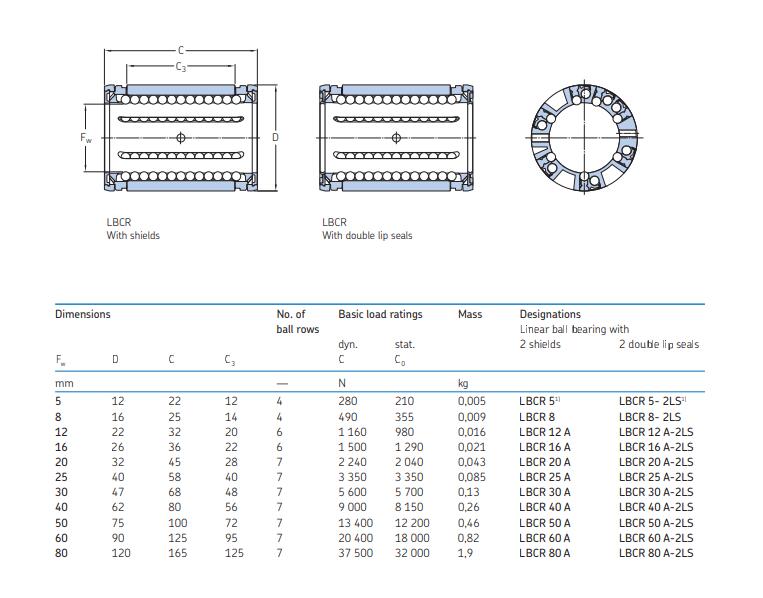 C
C3
Fw
D
LBCR
With shields
LBCR
With double lip seals
Dimensions No. of Basic load ratings Mass Designations
ball rows Linear ball bearing with
dyn. stat. 2 shields 2 double lip seals
Fw D C C3 C C0
mm — N kg
5 12 22 12 4 280 210 0,005 LBCR 5¹⁾ LBCR 5- 2LS¹⁾
8 16 25 14 4 490 355 0,009 LBCR 8 LBCR 8- 2LS
12 22 32 20 6 1 160 980 0,016 LBCR 12 A LBCR 12 A-2LS
16 26 36 22 6 1 500 1 290 0,021 LBCR 16 A LBCR 16 A-2LS
20 32 45 28 7 2 240 2 040 0,043 LBCR 20 A LBCR 20 A-2LS
25 40 58 40 7 3 350 3 350 0,085 LBCR 25 A LBCR 25 A-2LS
30 47 68 48 7 5 600 5 700 0,13 LBCR 30 A LBCR 30 A-2LS
40 62 80 56 7 9 000 8 150 0,26 LBCR 40 A LBCR 40 A-2LS
50 75 100 72 7 13 400 12 200 0,46 LBCR 50 A LBCR 50 A-2LS
60 90 125 95 7 20 400 18 000 0,82 LBCR 60 A LBCR 60 A-2LS
80 120 165 125 7 37 500 32 000 1,9 LBCR 80 A LBCR 80 A-2LS